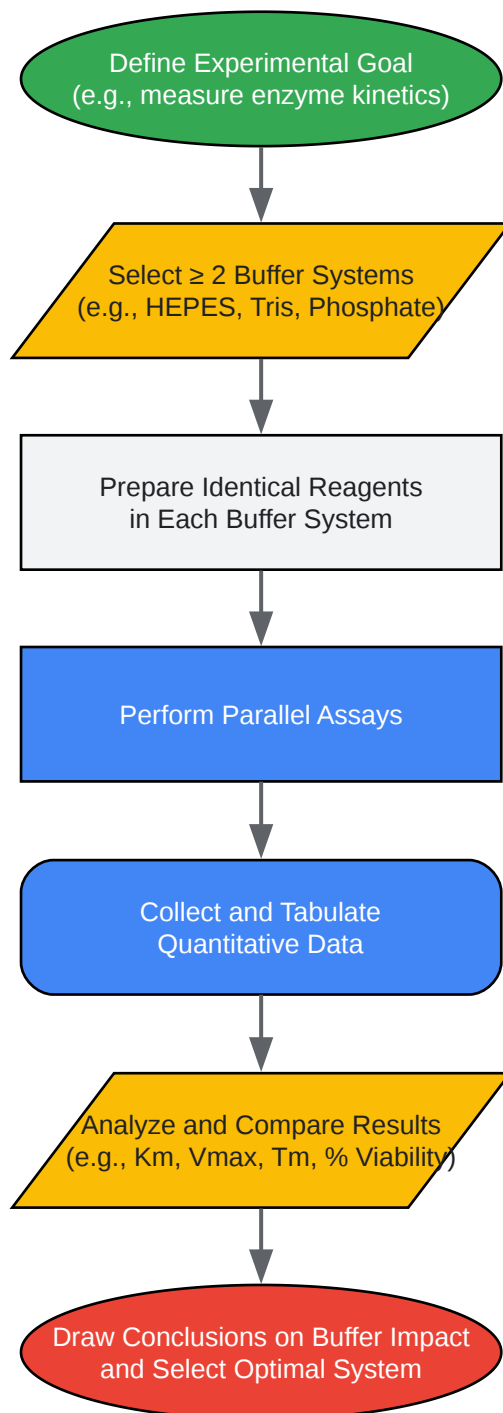 Define Experimental Goal
(e.g., measure enzyme kinetics)
Select ≥ 2 Buffer Systems
(e.g., HEPES, Tris, Phosphate)
Prepare Identical Reagents
in Each Buffer System
Perform Parallel Assays
Collect and Tabulate
Quantitative Data
Analyze and Compare Results
(e.g., Km, Vmax, Tm, % Viability)
Draw Conclusions on Buffer Impact
and Select Optimal System